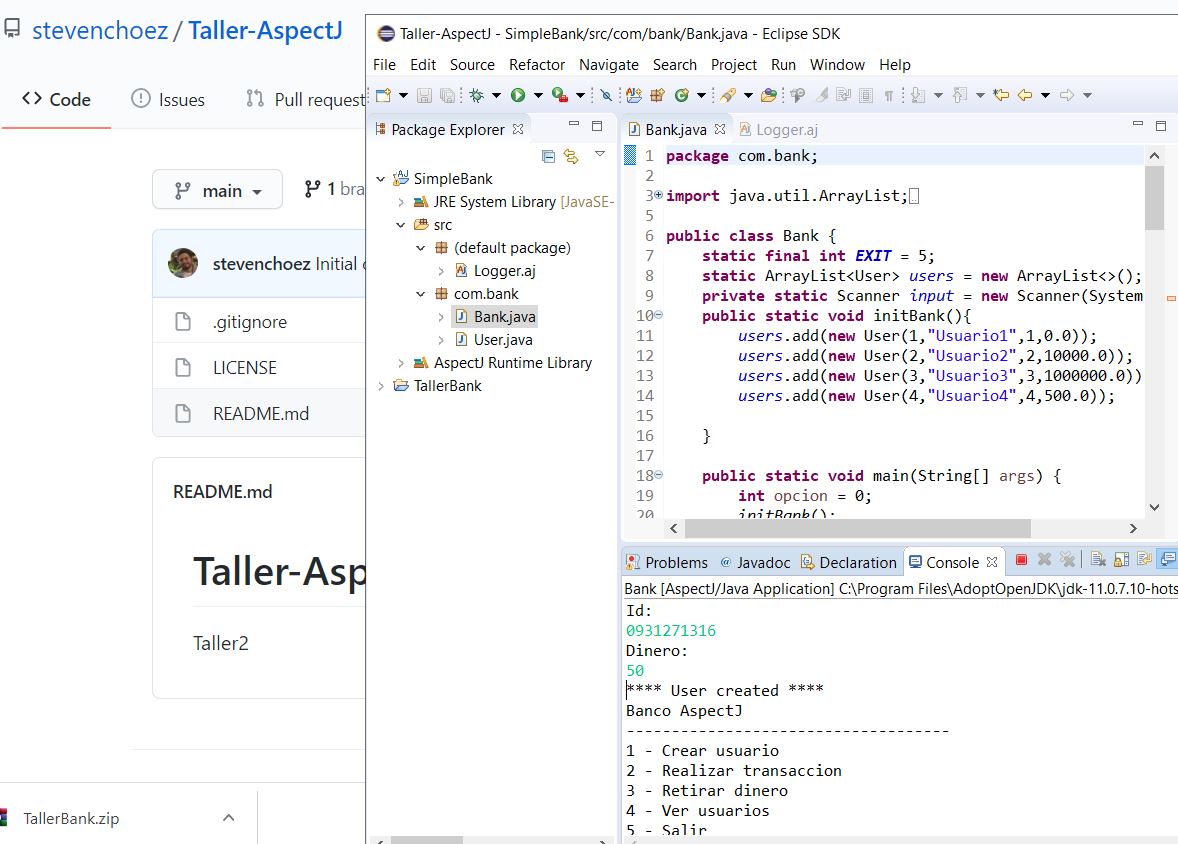 stevenchoez / Taller-AspectJ
Code
Issues
Pull request
main
1 bra
stevenchoez Initial
.gitignore
LICENSE
README.md
README.md
Taller-Asp
Taller2
TallerBank.zip
Taller-AspectJ - SimpleBank/src/com/bank/Bank.java - Eclipse SDK
File Edit Source Refactor Navigate Search Project Run Window Help
Package Explorer
SimpleBank
JRE System Library [JavaSE-
src
(default package)
Logger.aj
com.bank
Bank.java
User.java
AspectJ Runtime Library
TallerBank
Bank.java Logger.aj
1 package com.bank;
2
3 import java.util.ArrayList;
5
6 public class Bank {
7 static final int EXIT = 5;
8 static ArrayList<User> users = new ArrayList<>();
9 private static Scanner input = new Scanner(System
10 public static void initBank(){
11 users.add(new User(1,"Usuario1",1,0.0));
12 users.add(new User(2,"Usuario2",2,10000.0));
13 users.add(new User(3,"Usuario3",3,1000000.0))
14 users.add(new User(4,"Usuario4",4,500.0));
15
16 }
17
18 public static void main(String[] args) {
19 int opcion = 0;
20 initBank();
Problems @ Javadoc Declaration Console
Bank [AspectJ/Java Application] C:\Program Files\AdoptOpenJDK\jdk-11.0.7.10-hots
Id:
0931271316
Dinero:
50
**** User created ****
Banco AspectJ
------------------------------------
1 - Crear usuario
2 - Realizar transaccion
3 - Retirar dinero
4 - Ver usuarios
5 - Salir